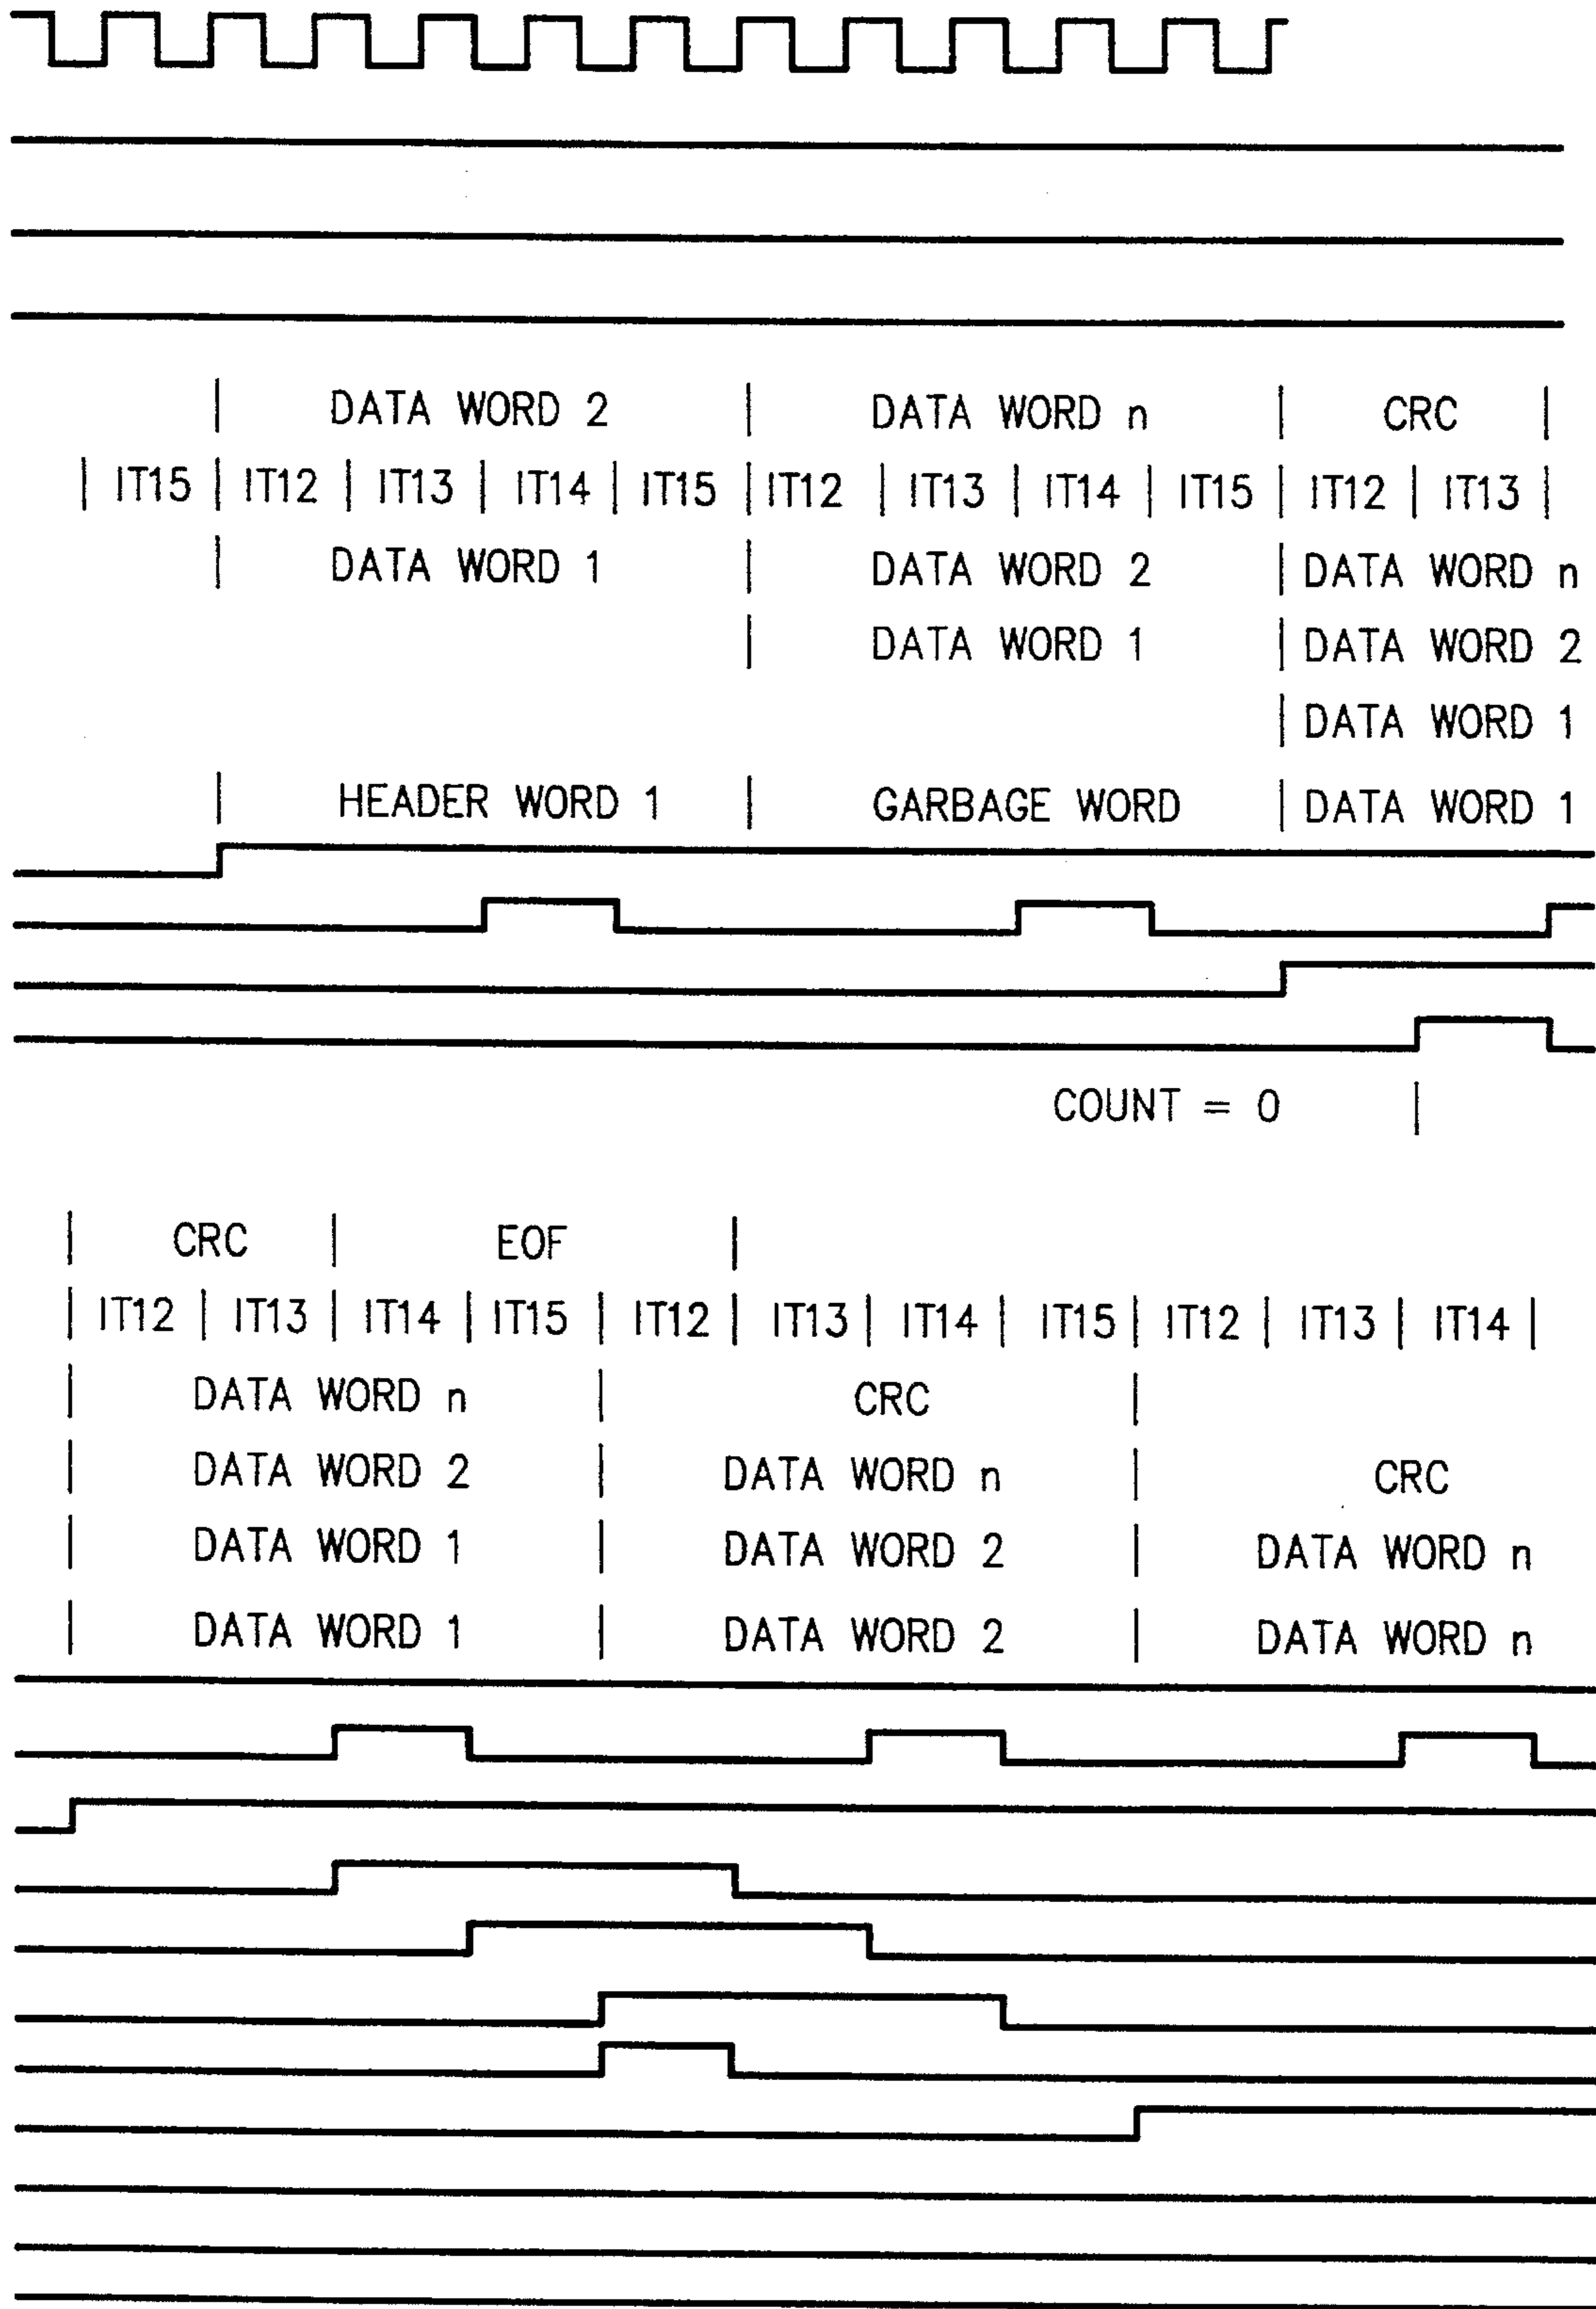 | DATA WORD 2 | DATA WORD n | CRC |
| IT15 | IT12 | IT13 | IT14 | IT15 | IT12 | IT13 | IT14 | IT15 | IT12 | IT13 |
| DATA WORD 1 | DATA WORD 2 | DATA WORD n
| DATA WORD 1 | DATA WORD 2
| DATA WORD 1
| HEADER WORD 1 | GARBAGE WORD | DATA WORD 1
COUNT = 0 |
| CRC | EOF |
| IT12 | IT13 | IT14 | IT15 | IT12 | IT13 | IT14 | IT15 | IT12 | IT13 | IT14 |
| DATA WORD n | CRC |
| DATA WORD 2 | DATA WORD n | CRC
| DATA WORD 1 | DATA WORD 2 | DATA WORD n
| DATA WORD 1 | DATA WORD 2 | DATA WORD n